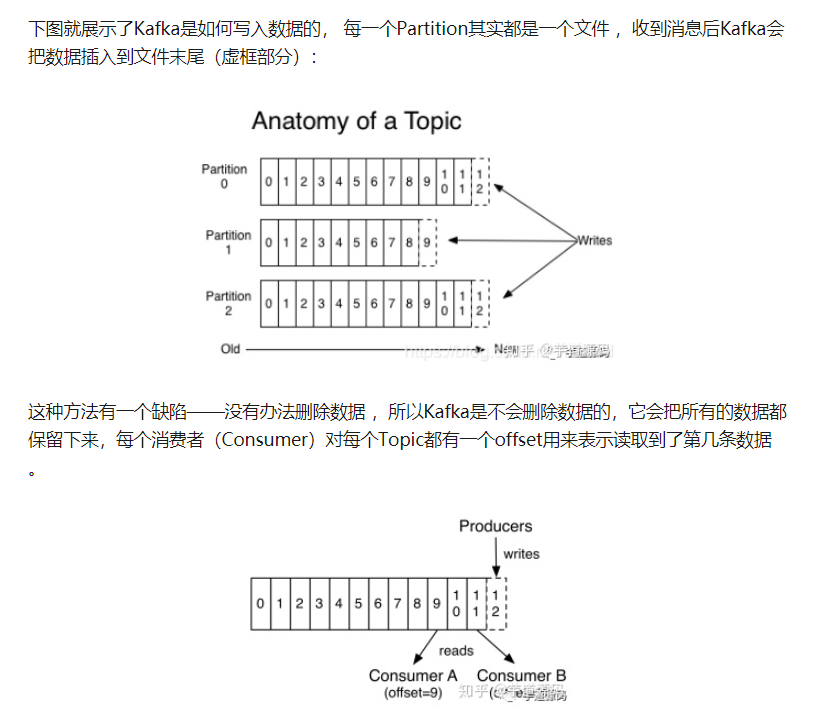 下图就展示了Kafka是如何写入数据的， 每一个Partition其实都是一个文件 ，收到消息后Kafka会
把数据插入到文件末尾（虚框部分）：
Anatomy of a Topic
Partition
0
0 1 2 3 4 5 6 7 8 9 10 11 12
Partition
1
0 1 2 3 4 5 6 7 8 9
Writes
Partition
2
0 1 2 3 4 5 6 7 8 9 10 11 12
Old
New
知乎 @芋道源码
这种方法有一个缺陷——没有办法删除数据 ，所以Kafka是不会删除数据的，它会把所有的数据都
保留下来，每个消费者（Consumer）对每个Topic都有一个offset用来表示读取到了第几条数据
。
Producers
writes
0 1 2 3 4 5 6 7 8 9 10 11 12
reads
Consumer A
(offset=9)
Consumer B
知乎 @芋道源码